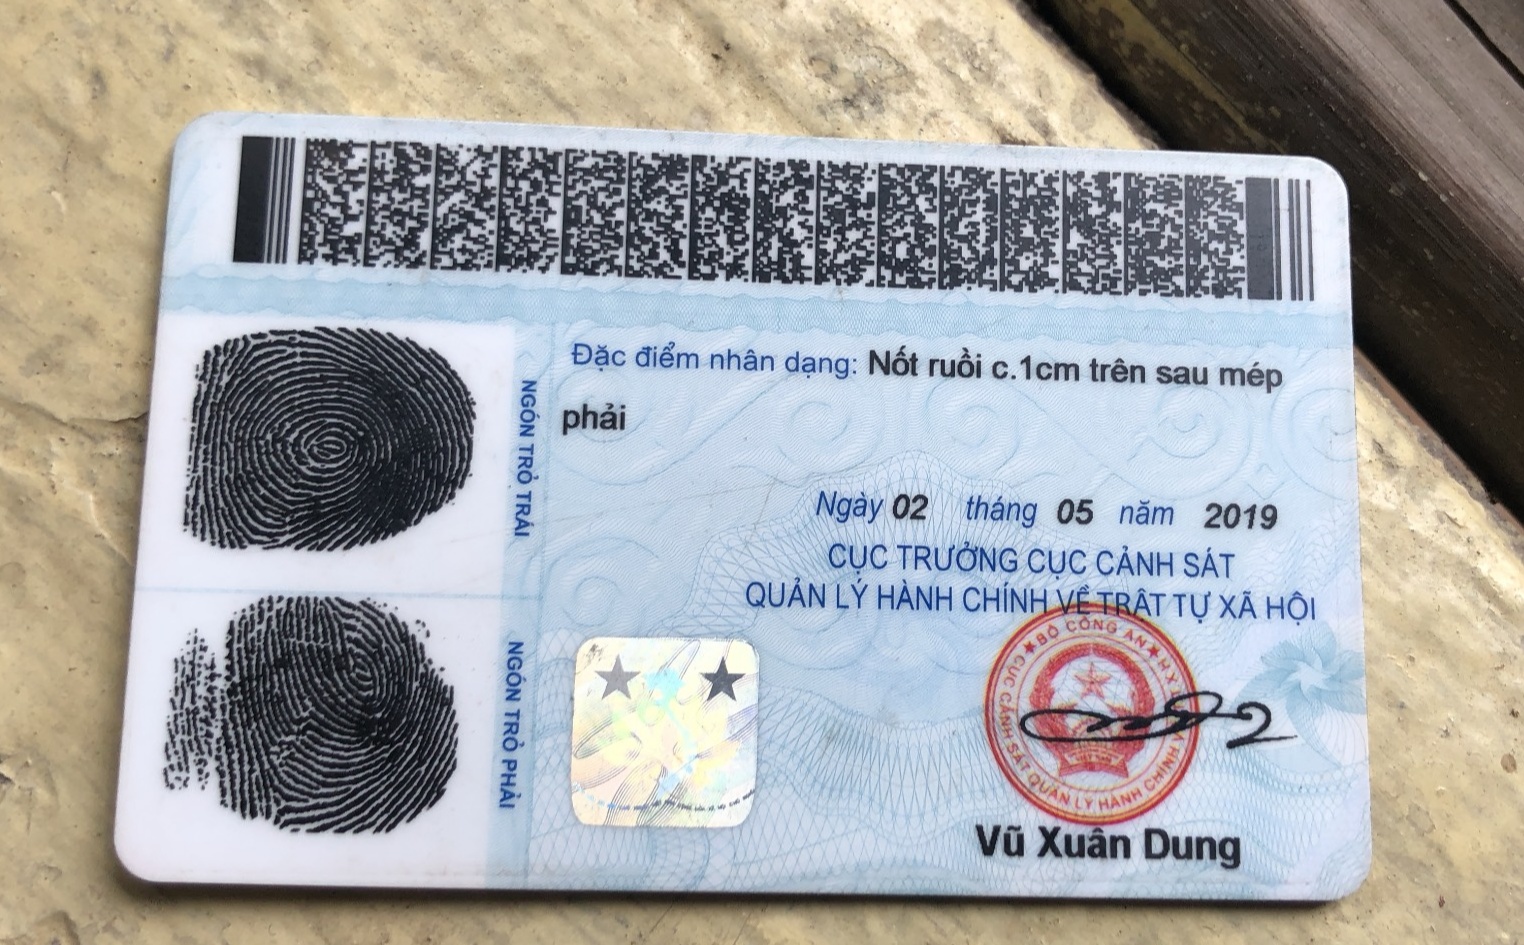 Đặc điểm nhân dạng: Nốt ruồi c.1cm trên sau mép
phải
NGÓN TRỎ TRÁI
NGÓN TRỎ PHẢI
Ngày 02 tháng 05 năm 2019
CỤC TRƯỞNG CỤC CẢNH SÁT
QUẢN LÝ HÀNH CHÍNH VỀ TRẬT TỰ XÃ HỘI
BỘ CÔNG AN
CỤC CẢNH SÁT QUẢN LÝ HÀNH CHÍNH
Vũ Xuân Dung